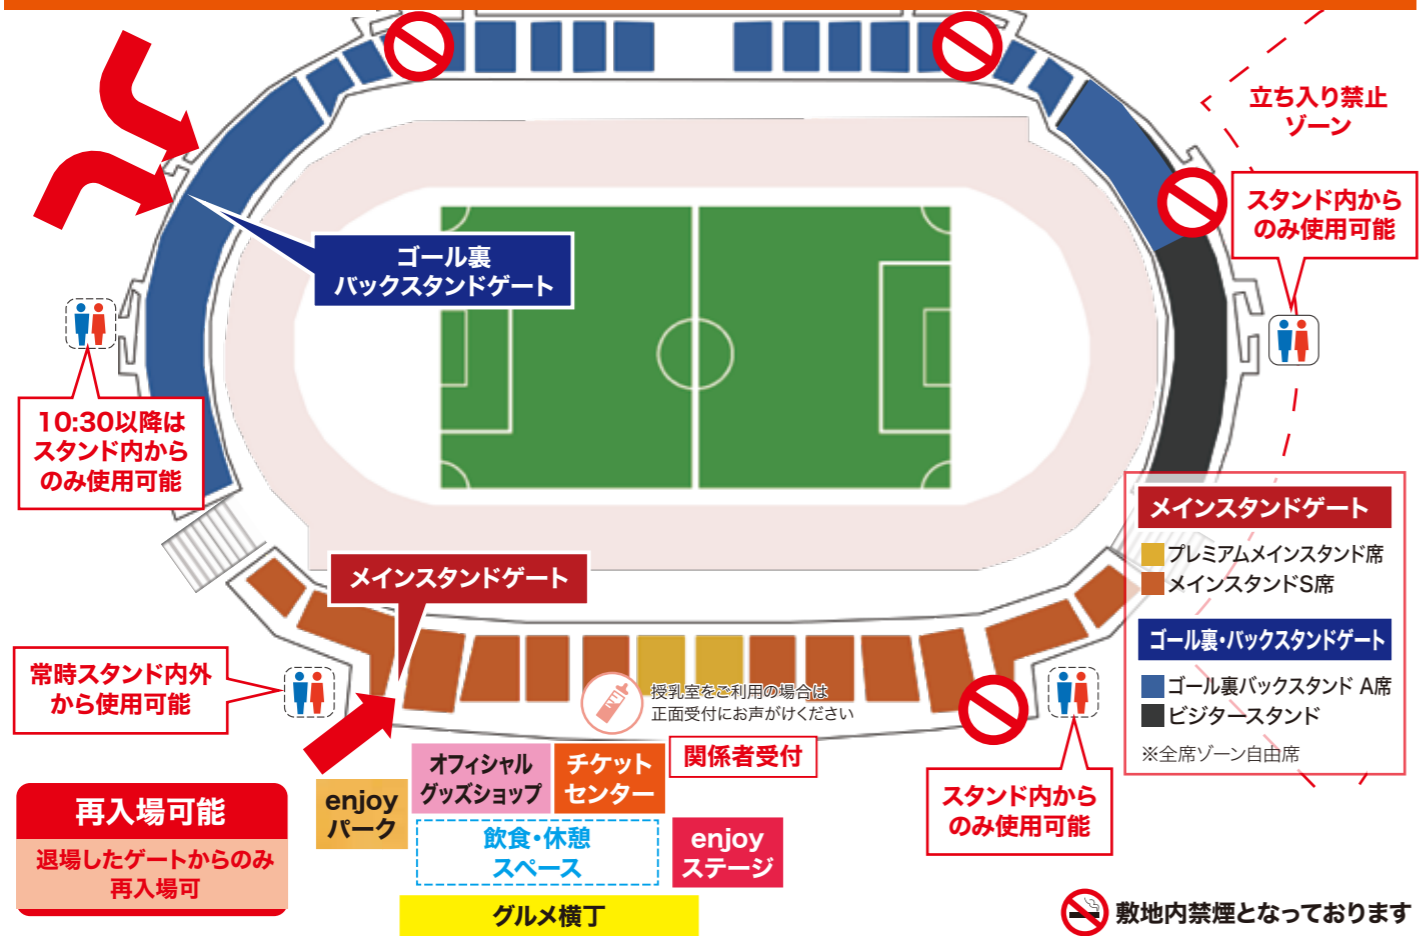 立ち入り禁止
ゾーン
スタンド内から
のみ使用可能
ゴール裏
バックスタンドゲート
10:30以降は
スタンド内から
のみ使用可能
メインスタンドゲート
プレミアムメインスタンド席
メインスタンドS席
ゴール裏・バックスタンドゲート
ゴール裏バックスタンド A席
ビジタースタンド
※全席ゾーン自由席
メインスタンドゲート
常時スタンド内外
から使用可能
授乳室をご利用の場合は
正面受付にお声がけください
関係者受付
オフィシャル
グッズショップ
チケット
センター
enjoy
パーク
飲食・休憩
スペース
enjoy
ステージ
グルメ横丁
スタンド内から
のみ使用可能
再入場可能
退場したゲートからのみ
再入場可
敷地内禁煙となっております